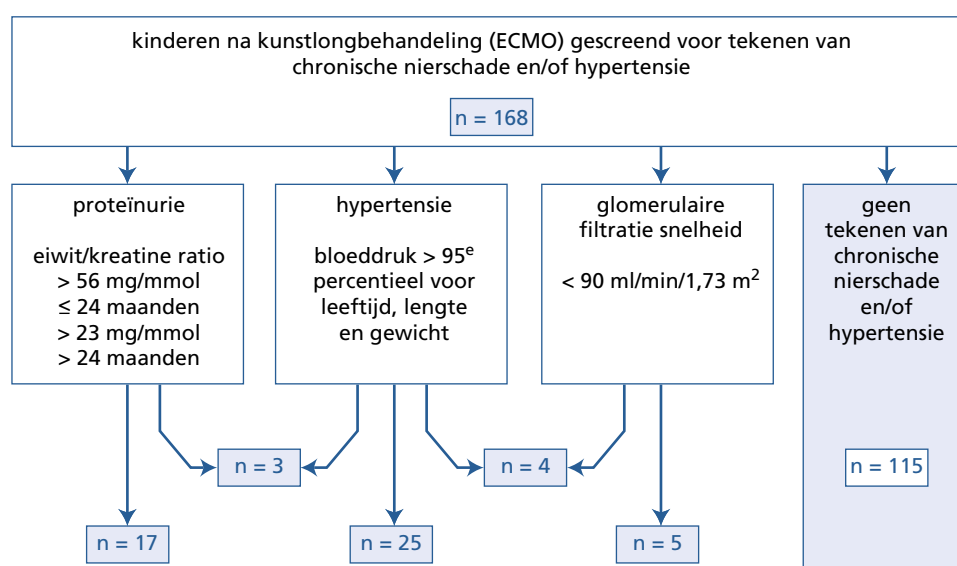 kinderen na kunstlongbehandeling (ECMO) gescreend voor tekenen van
chronische nierschade en/of hypertensie
n = 168
proteïnurie
eiwit/kreatine ratio
> 56 mg/mmol
≤ 24 maanden
> 23 mg/mmol
> 24 maanden
hypertensie
bloeddruk > 95ᵉ
percentieel voor
leeftijd, lengte
en gewicht
glomerulaire
filtratie snelheid
< 90 ml/min/1,73 m²
geen
tekenen van
chronische
nierschade
en/of
hypertensie
n = 3
n = 4
n = 115
n = 17
n = 25
n = 5